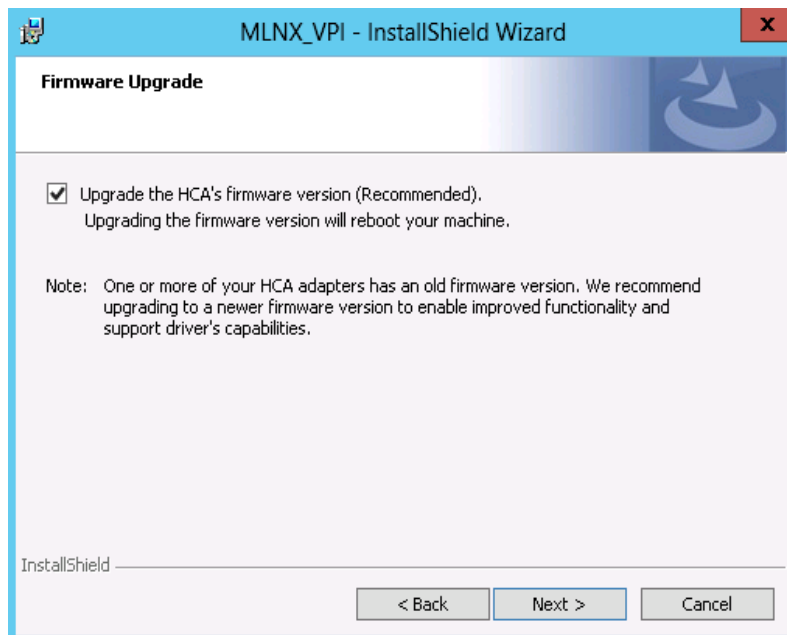 MLNX_VPI - InstallShield Wizard
x
Firmware Upgrade
Upgrade the HCA's firmware version (Recommended).
Upgrading the firmware version will reboot your machine.
Note: One or more of your HCA adapters has an old firmware version. We recommend
upgrading to a newer firmware version to enable improved functionality and
support driver's capabilities.
InstallShield
< Back Next > Cancel